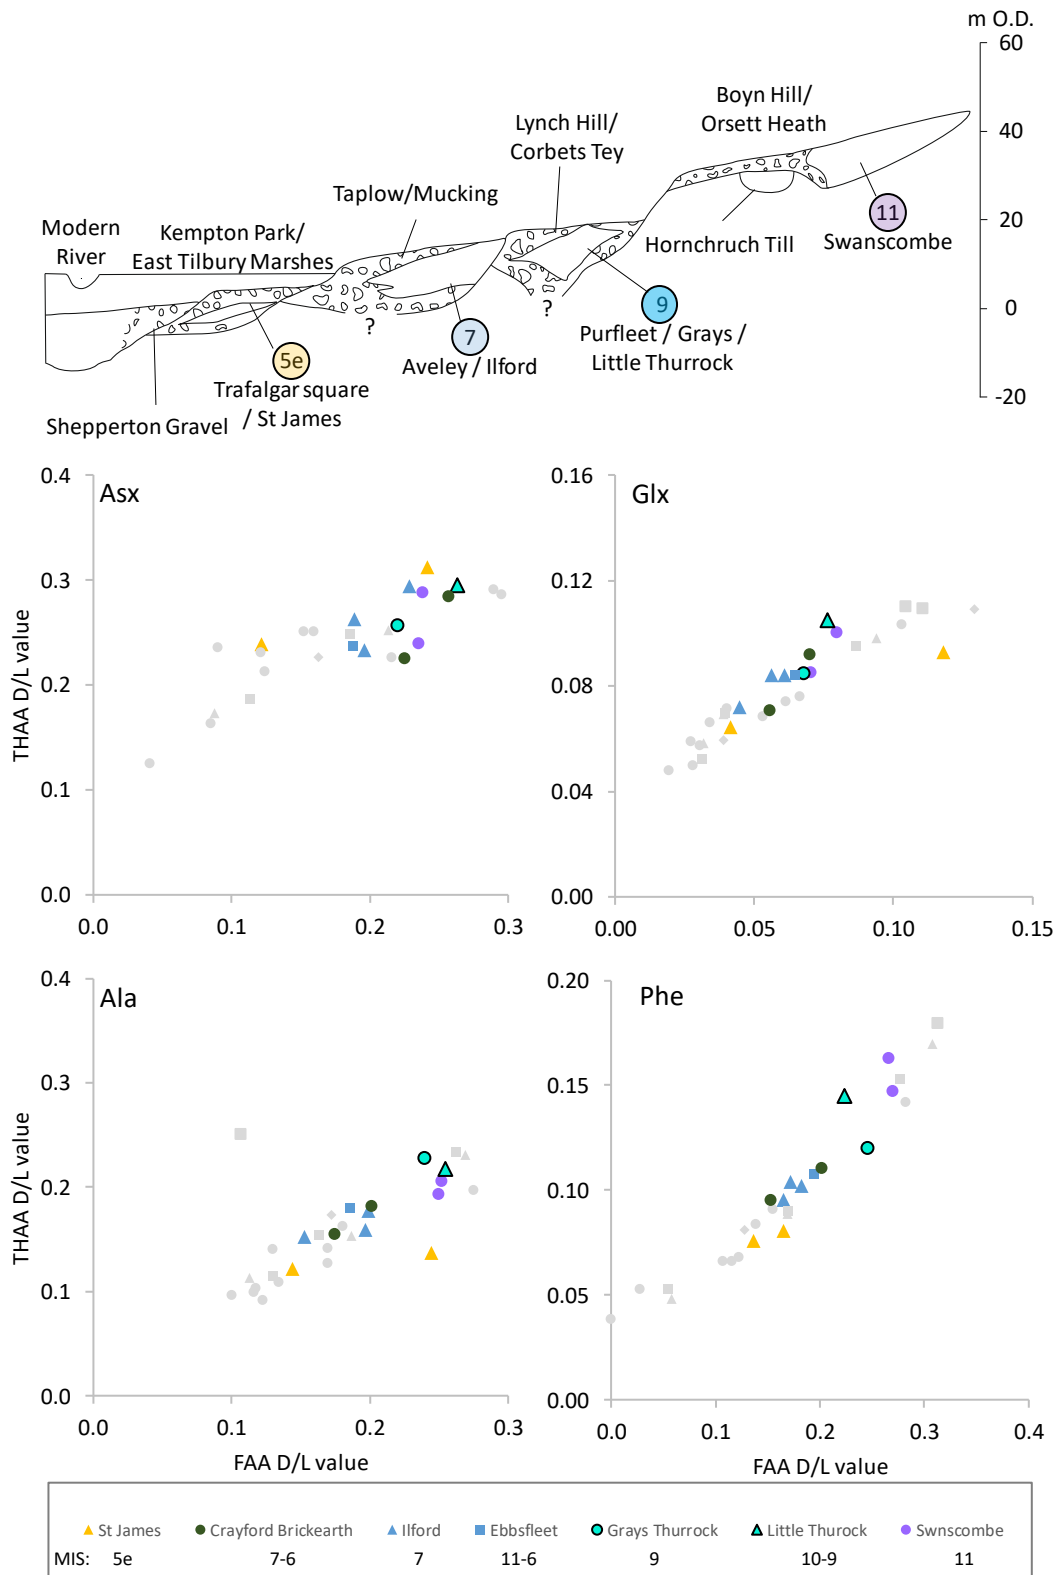 m O.D.
60
40
20
0
-20
Boyn Hill/
Orsett Heath
Lynch Hill/
Corbets Tey
Taplow/Mucking
Modern
River
Kempton Park/
East Tilbury Marshes
11
Swanscombe
Hornchruch Till
?
?
9
Purfleet / Grays /
Little Thurrock
7
Aveley / Ilford
5e
Trafalgar square
/ St James
Shepperton Gravel
Asx
THAA D/L value
0.4
0.3
0.2
0.1
0.0
0.0
0.1
0.2
0.3
Glx
0.16
0.12
0.08
0.04
0.00
0.00
0.05
0.10
0.15
Ala
THAA D/L value
0.4
0.3
0.2
0.1
0.0
0.0
0.1
0.2
0.3
FAA D/L value
Phe
0.20
0.15
0.10
0.05
0.00
0.0
0.1
0.2
0.3
0.4
FAA D/L value
St James Crayford Brickearth Ilford Ebbsfleet Grays Thurrock Little Thurock Swnscombe
MIS: 5e 7-6 7 11-6 9 10-9 11